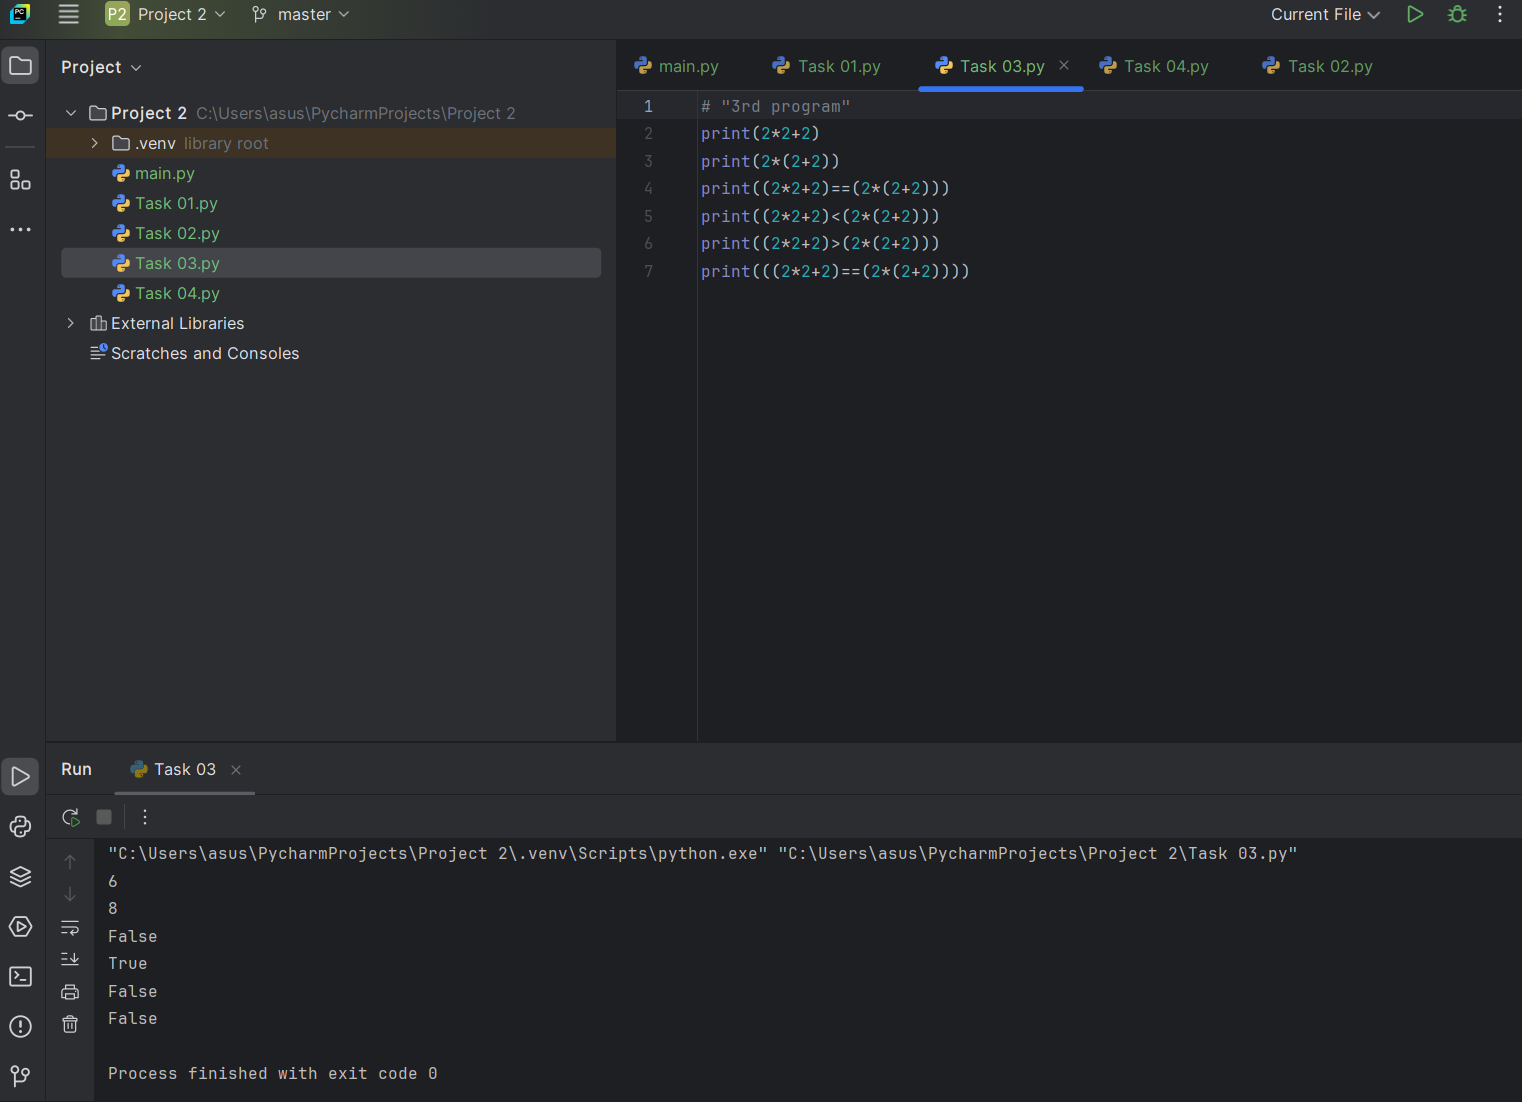 PC
P2 Project 2 master Current File
Project
main.py Task 01.py Task 03.py Task 04.py Task 02.py
Project 2 C:\Users\asus\PycharmProjects\Project 2
.venv library root
main.py
Task 01.py
Task 02.py
Task 03.py
Task 04.py
External Libraries
Scratches and Consoles
1 # "3rd program"
2 print(2*2+2)
3 print(2*(2+2))
4 print((2*2+2)==(2*(2+2)))
5 print((2*2+2)<(2*(2+2)))
6 print((2*2+2)>(2*(2+2)))
7 print(((2*2+2)==(2*(2+2))))
Run Task 03
"C:\Users\asus\PycharmProjects\Project 2\.venv\Scripts\python.exe" "C:\Users\asus\PycharmProjects\Project 2\Task 03.py"
6
8
False
True
False
False
Process finished with exit code 0